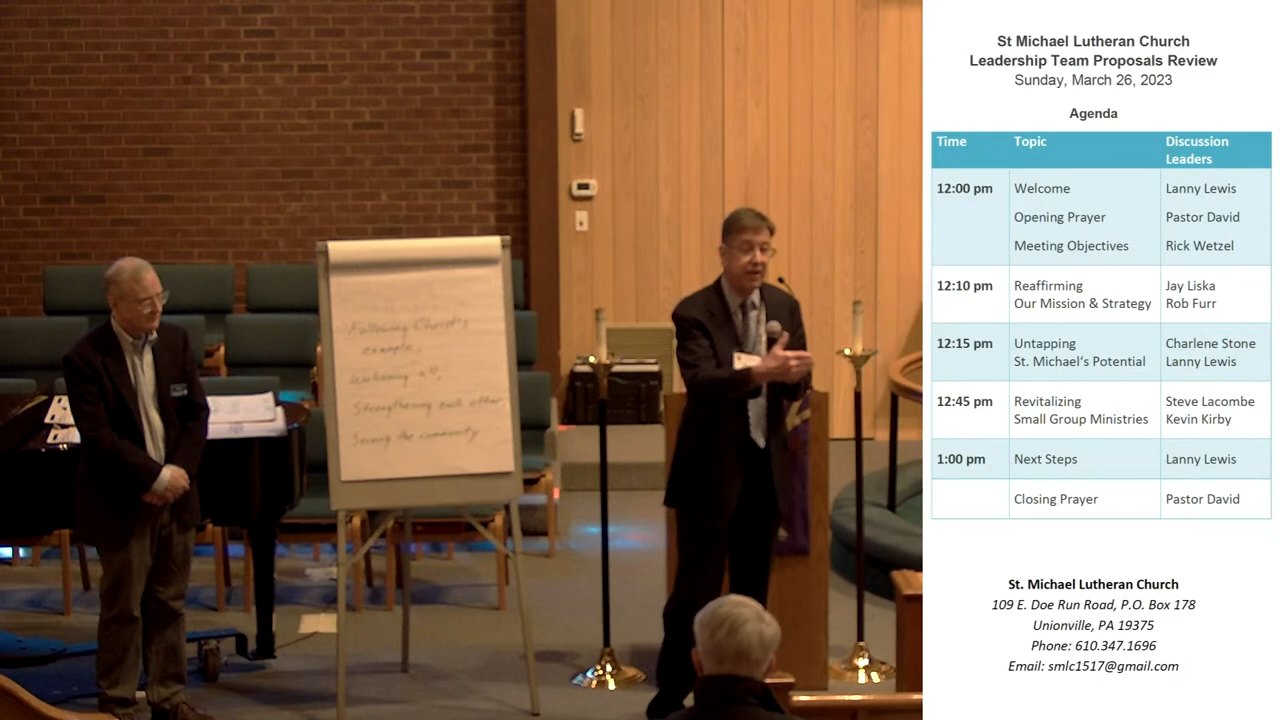 Following Christ's
example,
welcoming all,
Strengthening each other
Serving the community
St Michael Lutheran Church
Leadership Team Proposals Review
Sunday, March 26, 2023
Agenda
Time Topic Discussion
Leaders
12:00 pm Welcome Lanny Lewis
Opening Prayer Pastor David
Meeting Objectives Rick Wetzel
12:10 pm Reaffirming Jay Liska
Our Mission & Strategy Rob Furr
12:15 pm Untapping Charlene Stone
St. Michael's Potential Lanny Lewis
12:45 pm Revitalizing Steve Lacombe
Small Group Ministries Kevin Kirby
1:00 pm Next Steps Lanny Lewis
Closing Prayer Pastor David
St. Michael Lutheran Church
109 E. Doe Run Road, P.O. Box 178
Unionville, PA 19375
Phone: 610.347.1696
Email: smlc1517@gmail.com